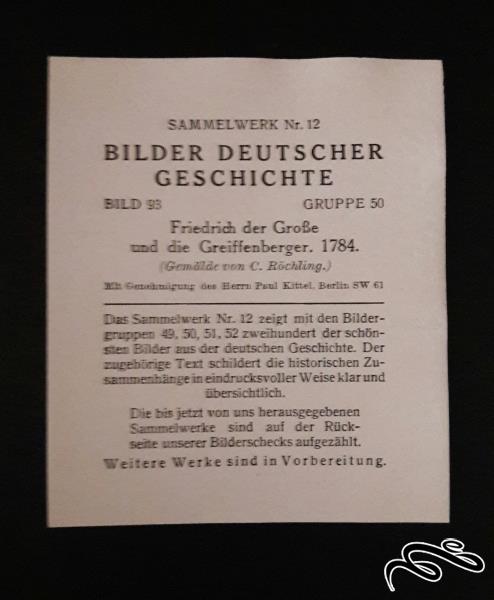 SAMMELWERK Nr. 12
BILDER DEUTSCHER
GESCHICHTE
BILD 93 GRUPPE 50
Friedrich der Große
und die Greiffenberger. 1784.
(Gemälde von C. Röchling.)
Mit Genehmigung des Herrn Paul Kittel, Berlin SW 61
Das Sammelwerk Nr. 12 zeigt mit den Bilder-
gruppen 49, 50, 51, 52 zweihundert der schön-
sten Bilder aus der deutschen Geschichte. Der
zugehörige Text schildert die historischen Zu-
sammenhänge in eindrucksvoller Weise klar und
übersichtlich.
Die bis jetzt von uns herausgegebenen
Sammelwerke sind auf der Rück-
seite unserer Bilderschecks aufgezählt.
Weitere Werke sind in Vorbereitung.